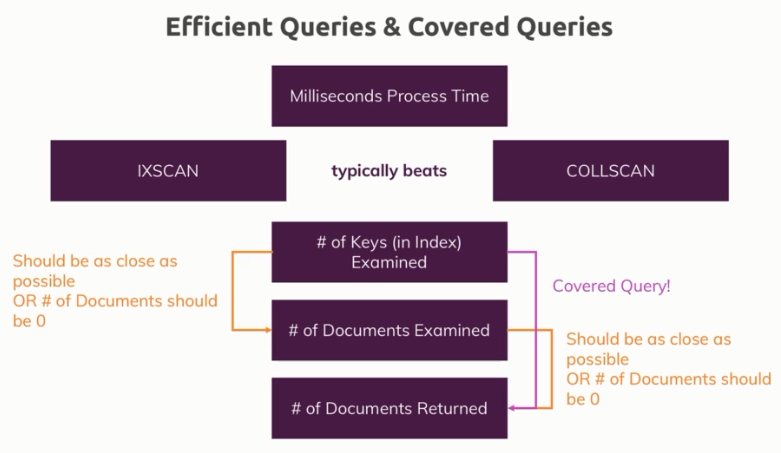 Efficient Queries & Covered Queries
Milliseconds Process Time
IXSCAN
typically beats
COLLSCAN
# of Keys (in Index)
Examined
Should be as close as
possible
OR # of Documents should
be 0
Covered Query!
# of Documents Examined
Should be as close as
possible
OR # of Documents should
be 0
# of Documents Returned